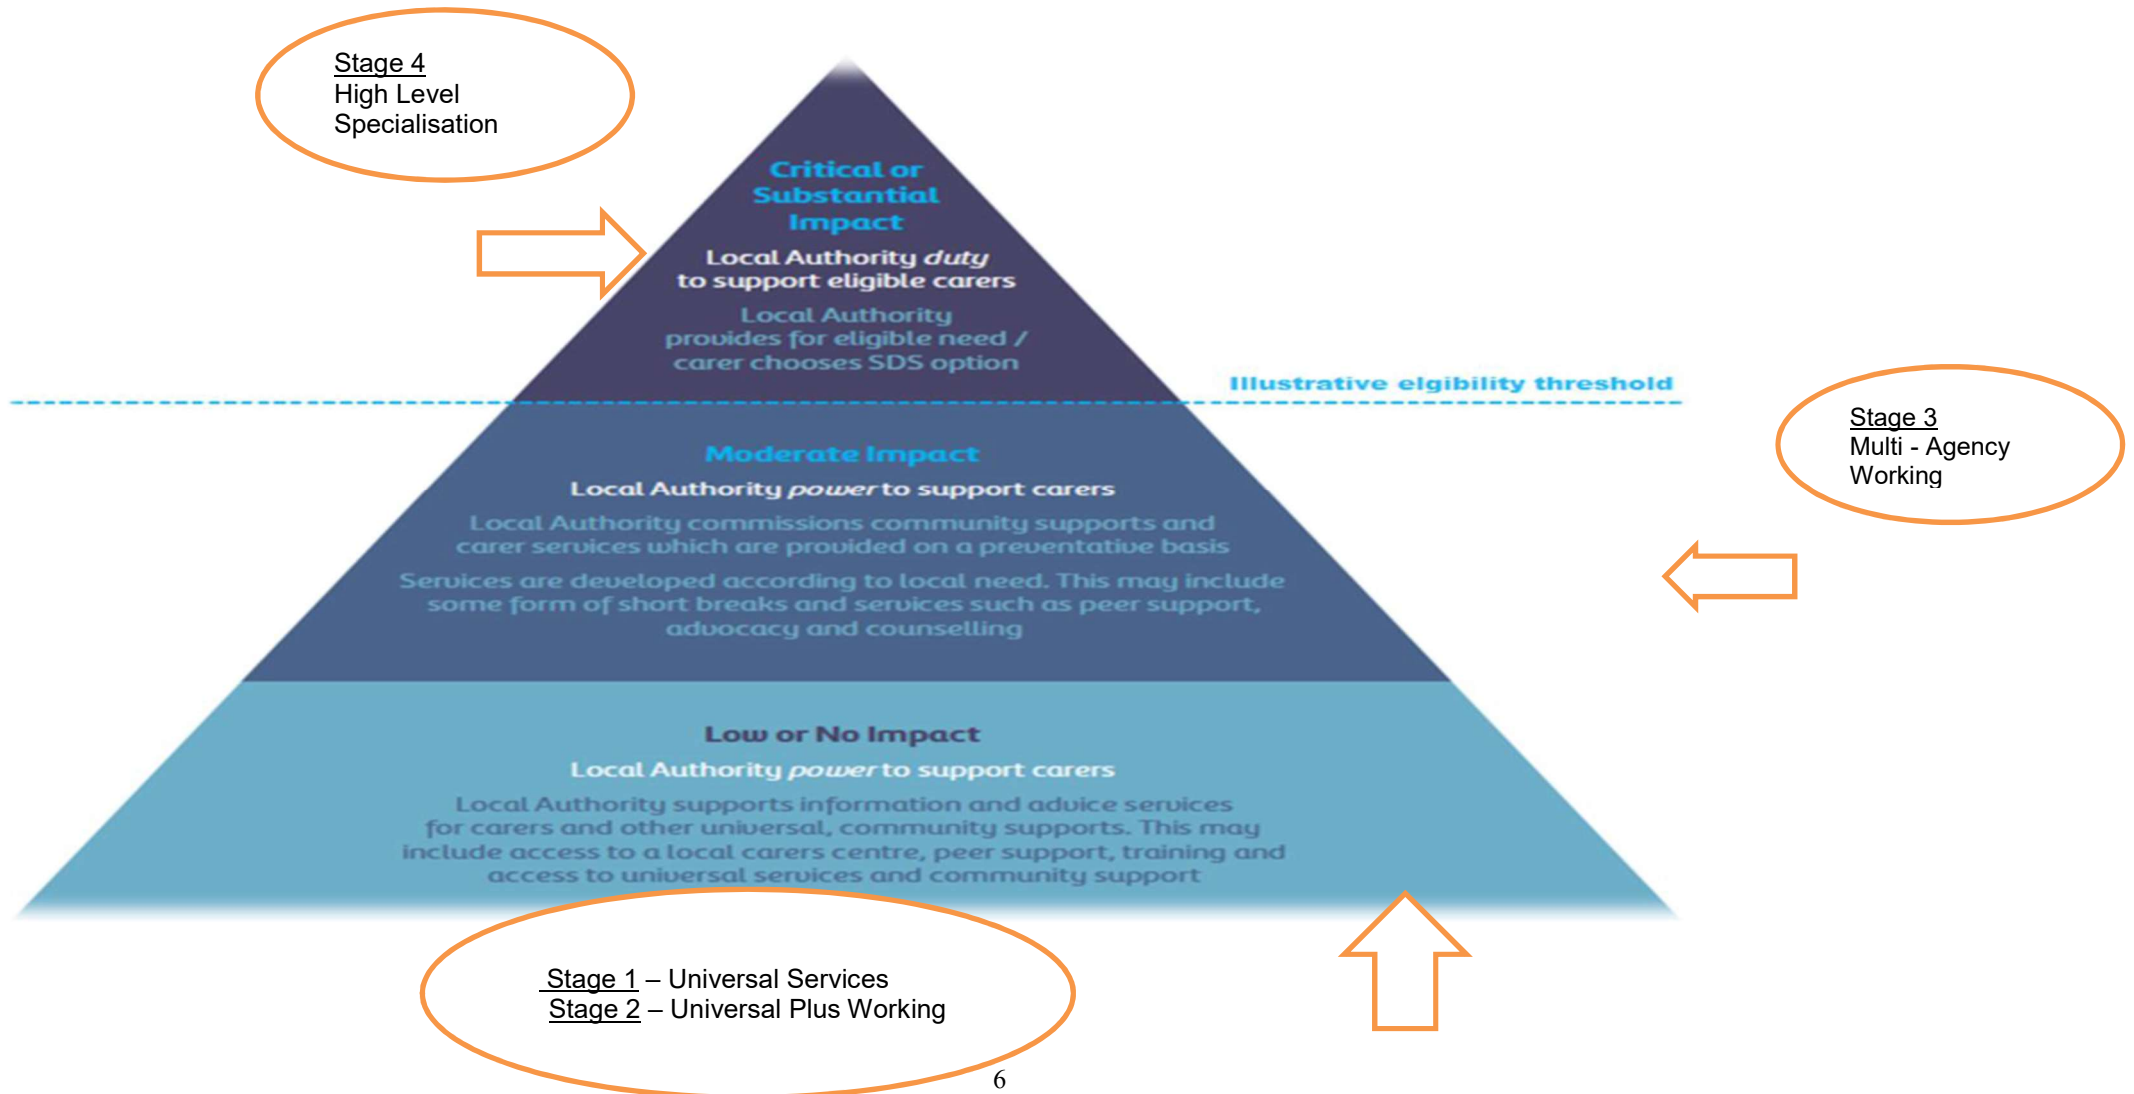 Stage 4
High Level
Specialisation
Critical or
Substantial
Impact
Local Authority duty
to support eligible carers
Local Authority
provides for eligible need /
carer chooses SDS option
Illustrative elgibility threshold
Stage 3
Multi - Agency
Working
Moderate Impact
Local Authority power to support carers
Local Authority commissions community supports and
carer services which are provided on a preventative basis
Services are developed according to local need. This may include
some form of short breaks and services such as peer support,
advocacy and counselling
Low or No Impact
Local Authority power to support carers
Local Authority supports information and advice services
for carers and other universal, community supports. This may
include access to a local carers centre, peer support, training and
access to universal services and community support
Stage 1 – Universal Services
Stage 2 – Universal Plus Working
6